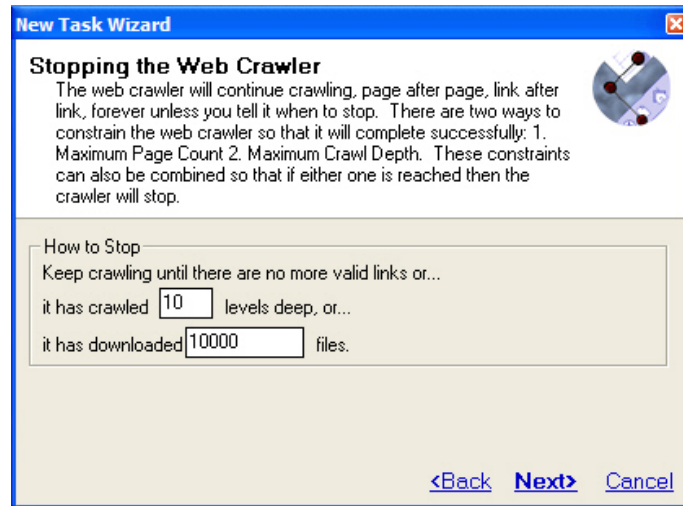 New Task Wizard
Stopping the Web Crawler
The web crawler will continue crawling, page after page, link after
link, forever unless you tell it when to stop.  There are two ways to
constrain the web crawler so that it will complete successfully: 1.
Maximum Page Count 2. Maximum Crawl Depth.  These constraints
can also be combined so that if either one is reached then the
crawler will stop.
How to Stop
Keep crawling until there are no more valid links or...
it has crawled 10 levels deep, or...
it has downloaded 10000 files.
<Back Next> Cancel